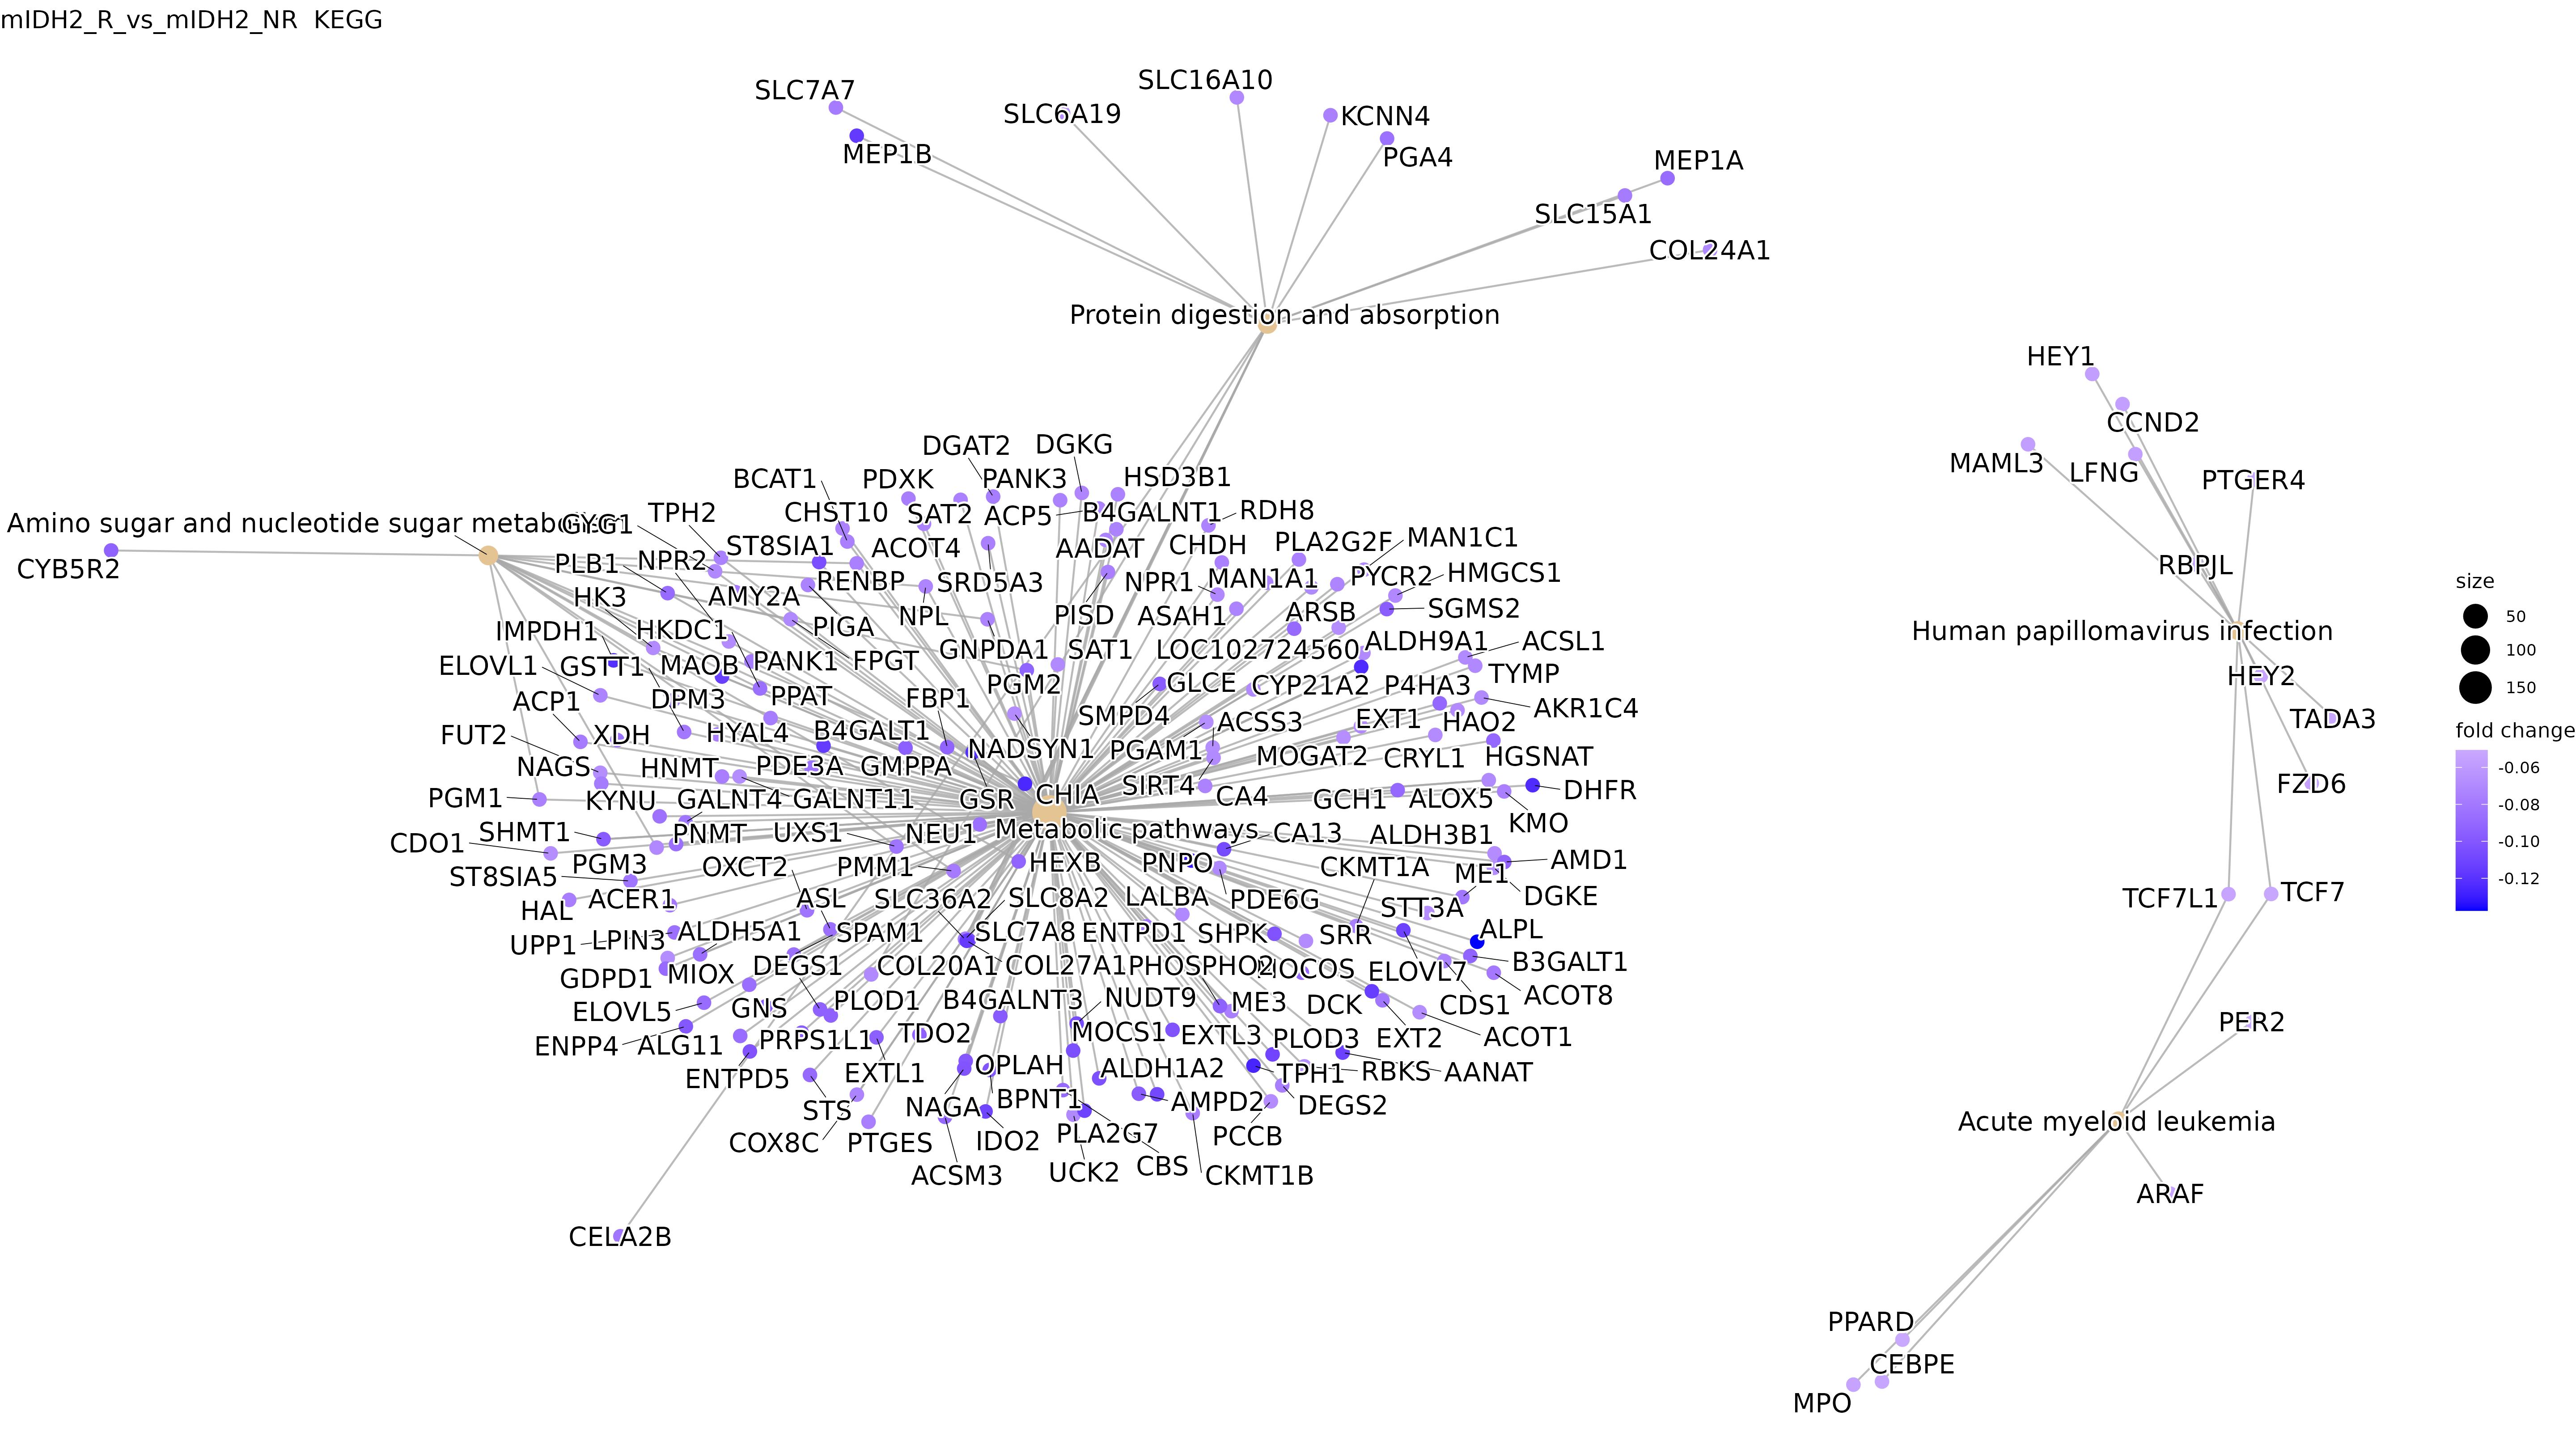 mIDH2_R_vs_mIDH2_NR KEGG
SLC7A7
SLC6A19
SLC16A10
KCNN4
MEP1B
PGA4
MEP1A
SLC15A1
COL24A1
Protein digestion and absorption
HEY1
CCND2
MAML3
LFNG
PTGER4
RBPJL
Human papillomavirus infection
HEY2
TADA3
FZD6
TCF7L1
TCF7
PER2
Acute myeloid leukemia
ARAF
PPARD
CEBPE
MPO
DGAT2
DGKG
BCAT1
PDXK
PANK3
HSD3B1
Amino sugar and nucleotide sugar
GYG1
TPH2
CHST10
SAT2
ACP5
B4GALNT1
RDH8
CYB5R2
PLB1
NPR2
ST8SIA1
ACOT4
AADAT
CHDH
PLA2G2F
MAN1C1
HK3
AMY2A
RENBP
SRD5A3
NPR1
MAN1A1
PYCR2
HMGCS1
IMPDH1
HKDC1
PIGA
NPL
PISD
ASAH1
ARSB
SGMS2
ELOVL1
GSTT1
MAOB
PANK1
FPGT
GNPDA1
SAT1
LOC102724560
ALDH9A1
ACSL1
ACP1
DPM3
PPAT
FBP1
PGM2
GLCE
CYP21A2
P4HA3
TYMP
FUT2
XDH
HYAL4
B4GALT1
SMPD4
ACSS3
EXT1
HAO2
AKR1C4
NAGS
HNMT
PDE3A
GMPPA
NADSYN1
PGAM1
MOGAT2
CRYL1
HGSNAT
PGM1
KYNU
GALNT4
GALNT11
GSR
CHIA
SIRT4
CA4
GCH1
ALOX5
DHFR
CDO1
SHMT1
PNMT
UXS1
NEU1
Metabolic pathways
CA13
ALDH3B1
KMO
ST8SIA5
PGM3
OXCT2
PMM1
HEXB
PNPO
CKMT1A
ME1
AMD1
HAL
ACER1
ASL
SLC36A2
SLC8A2
LALBA
PDE6G
STT3A
DGKE
UPP1
LPIN3
ALDH5A1
SPAM1
SLC7A8
ENTPD1
SHPK
SRR
ALPL
GDPD1
MIOX
DEGS1
COL20A1
COL27A1
PHOSPHO2
MOCOS
ELOVL7
B3GALT1
ELOVL5
GNS
PLOD1
B4GALNT3
NUDT9
ME3
DCK
CDS1
ACOT8
ENPP4
ALG11
PRPS1L1
TDO2
MOCS1
EXTL3
PLOD3
EXT2
ACOT1
ENTPD5
EXTL1
OPLAH
ALDH1A2
TPH1
RBKS
AANAT
STS
NAGA
BPNT1
AMPD2
DEGS2
COX8C
PTGES
IDO2
PLA2G7
PCCB
ACSM3
UCK2
CBS
CKMT1B
CELA2B
size
50
100
150
fold change
-0.06
-0.08
-0.10
-0.12